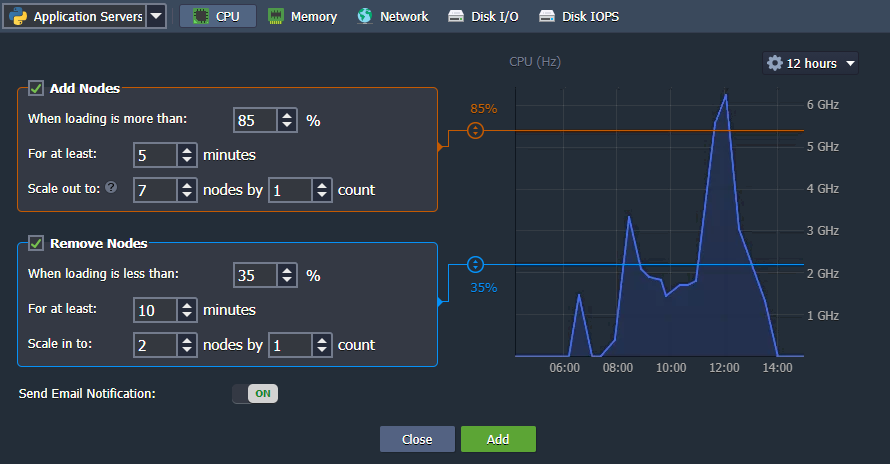 Application Servers CPU Memory Network Disk I/O Disk IOPS
CPU (Hz) 12 hours
Add Nodes
When loading is more than: 85 %
For at least: 5 minutes
Scale out to: ? 7 nodes by 1 count
Remove Nodes
When loading is less than: 35 %
For at least: 10 minutes
Scale in to: 2 nodes by 1 count
Send Email Notification: ON
85%
35%
6 GHz
5 GHz
4 GHz
3 GHz
2 GHz
1 GHz
06:00 08:00 10:00 12:00 14:00
Close Add